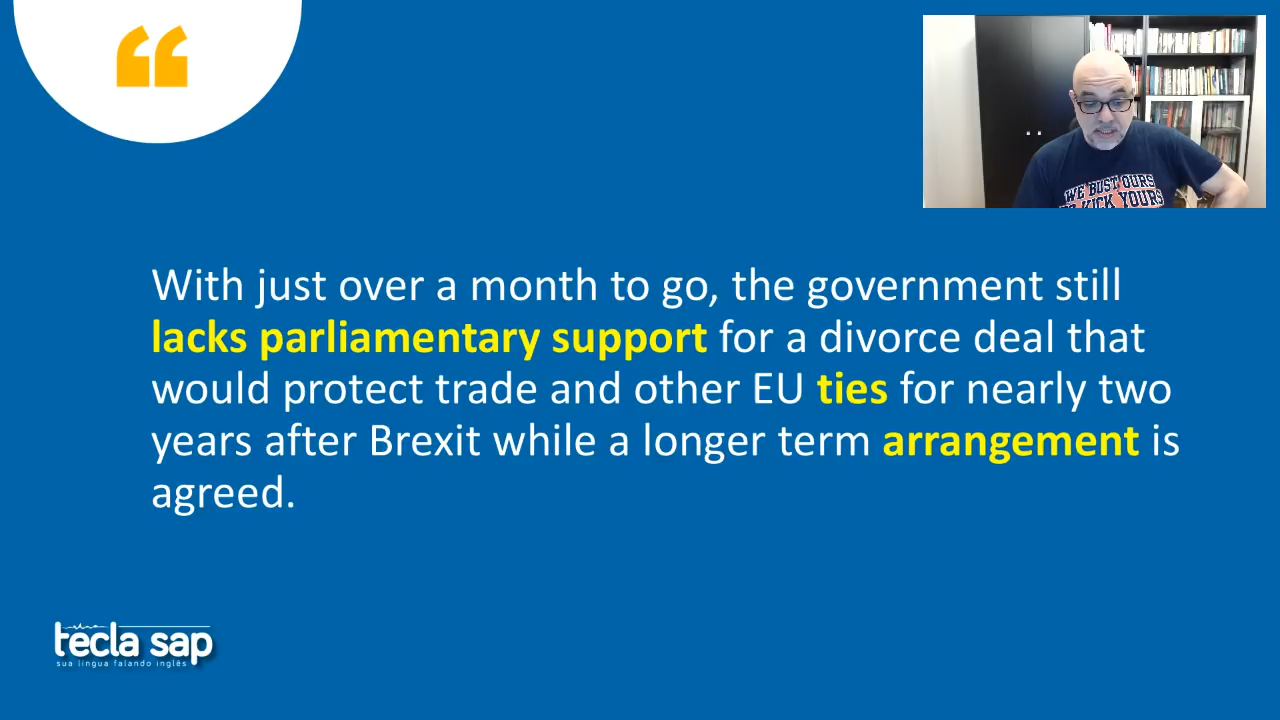 “
WE BUST OURS
KICK YOURS
With just over a month to go, the government still
lacks parliamentary support for a divorce deal that
would protect trade and other EU ties for nearly two
years after Brexit while a longer term arrangement is
agreed.
tecla sap
sua língua falando inglês